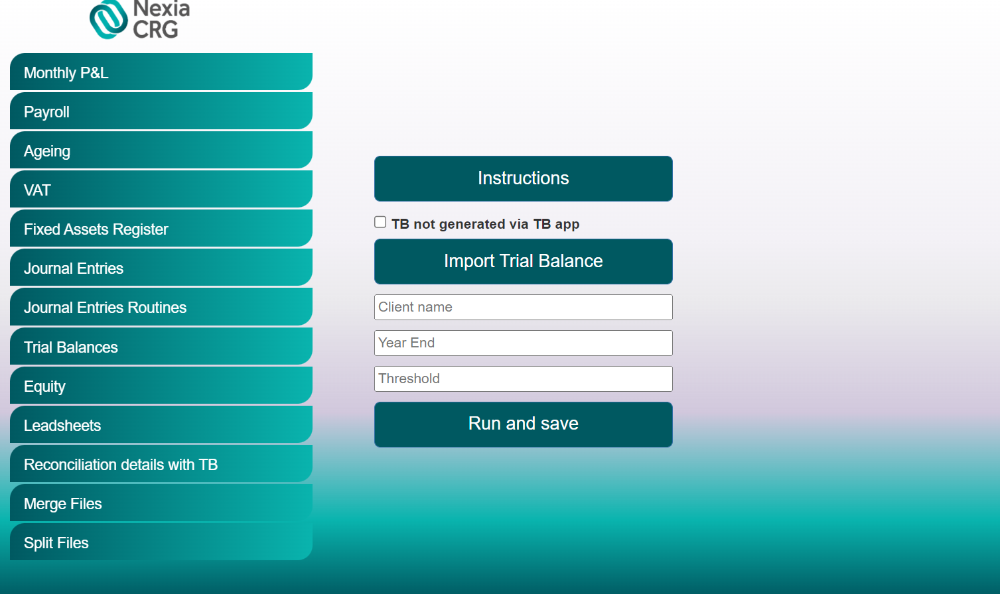 Nexia
CRG
Monthly P&L
Payroll
Ageing
VAT
Fixed Assets Register
Journal Entries
Journal Entries Routines
Trial Balances
Equity
Leadsheets
Reconciliation details with TB
Merge Files
Split Files
Instructions
TB not generated via TB app
Import Trial Balance
Client name
Year End
Threshold
Run and save